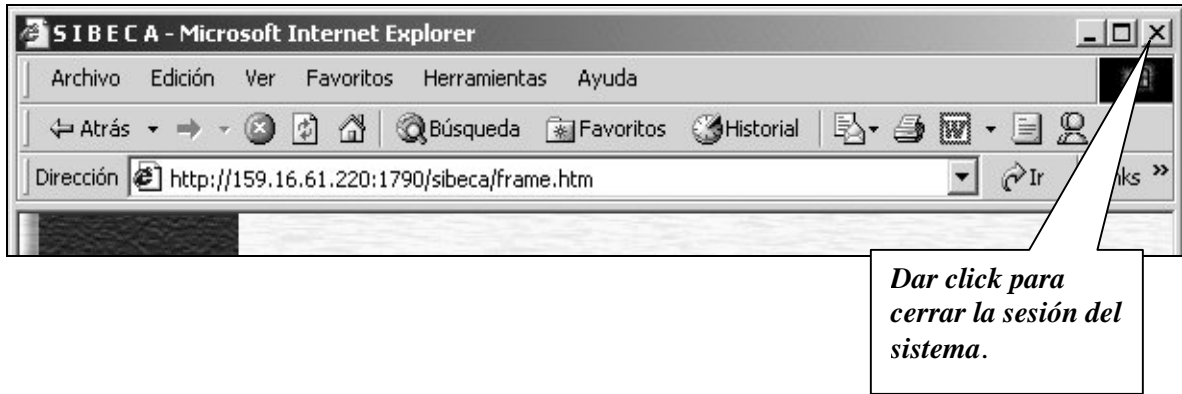 S I B E C A - Microsoft Internet Explorer
Archivo Edición Ver Favoritos Herramientas Ayuda
Atrás Búsqueda Favoritos Historial
Dirección http://159.16.61.220:1790/sibeca/frame.htm Ir
Dar click para
cerrar la sesión del
sistema.